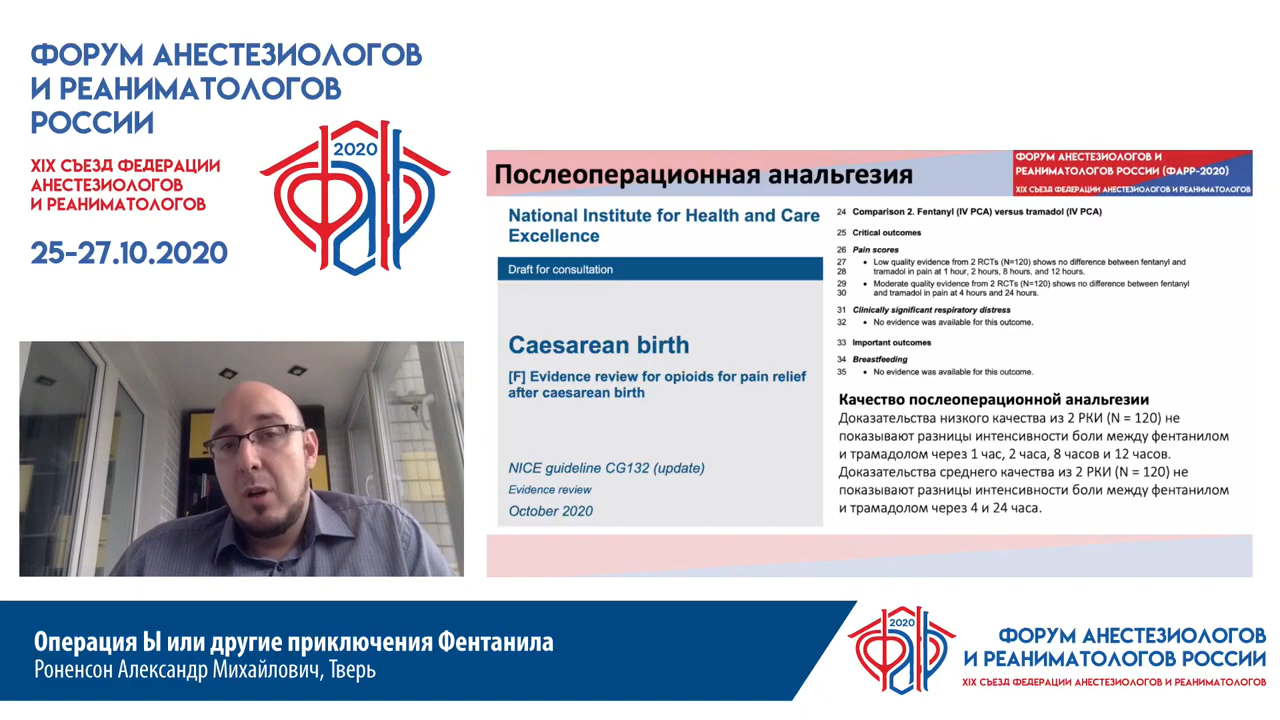 ФОРУМ АНЕСТЕЗИОЛОГОВ
И РЕАНИМАТОЛОГОВ
РОССИИ
XIX СЪЕЗД ФЕДЕРАЦИИ
АНЕСТЕЗИОЛОГОВ
И РЕАНИМАТОЛОГОВ
25-27.10.2020
2020
Послеоперационная анальгезия
ФОРУМ АНЕСТЕЗИОЛОГОВ И
РЕАНИМАТОЛОГОВ РОССИИ (ФАРР-2020)
XIX СЪЕЗД ФЕДЕРАЦИИ АНЕСТЕЗИОЛОГОВ И РЕАНИМАТОЛОГОВ
National Institute for Health and Care
Excellence
Draft for consultation
Caesarean birth
[F] Evidence review for opioids for pain relief
after caesarean birth
NICE guideline CG132 (update)
Evidence review
October 2020
24 Comparison 2. Fentanyl (IV PCA) versus tramadol (IV PCA)
25 Critical outcomes
26 Pain scores
27 • Low quality evidence from 2 RCTs (N=120) shows no difference between fentanyl and
28 tramadol in pain at 1 hour, 2 hours, 8 hours, and 12 hours.
29 • Moderate quality evidence from 2 RCTs (N=120) shows no difference between fentanyl
30 and tramadol in pain at 4 hours and 24 hours.
31 Clinically significant respiratory distress
32 • No evidence was available for this outcome.
33 Important outcomes
34 Breastfeeding
35 • No evidence was available for this outcome.
Качество послеоперационной анальгезии
Доказательства низкого качества из 2 РКИ (N = 120) не
показывают разницы интенсивности боли между фентанилом
и трамадолом через 1 час, 2 часа, 8 часов и 12 часов.
Доказательства среднего качества из 2 РКИ (N = 120) не
показывают разницы интенсивности боли между фентанилом
и трамадолом через 4 и 24 часа.
Операция Ы или другие приключения Фентанила
Роненсон Александр Михайлович, Тверь
2020
ФОРУМ АНЕСТЕЗИОЛОГОВ
И РЕАНИМАТОЛОГОВ РОССИИ
XIX СЪЕЗД ФЕДЕРАЦИИ АНЕСТЕЗИОЛОГОВ И РЕАНИМАТОЛОГОВ